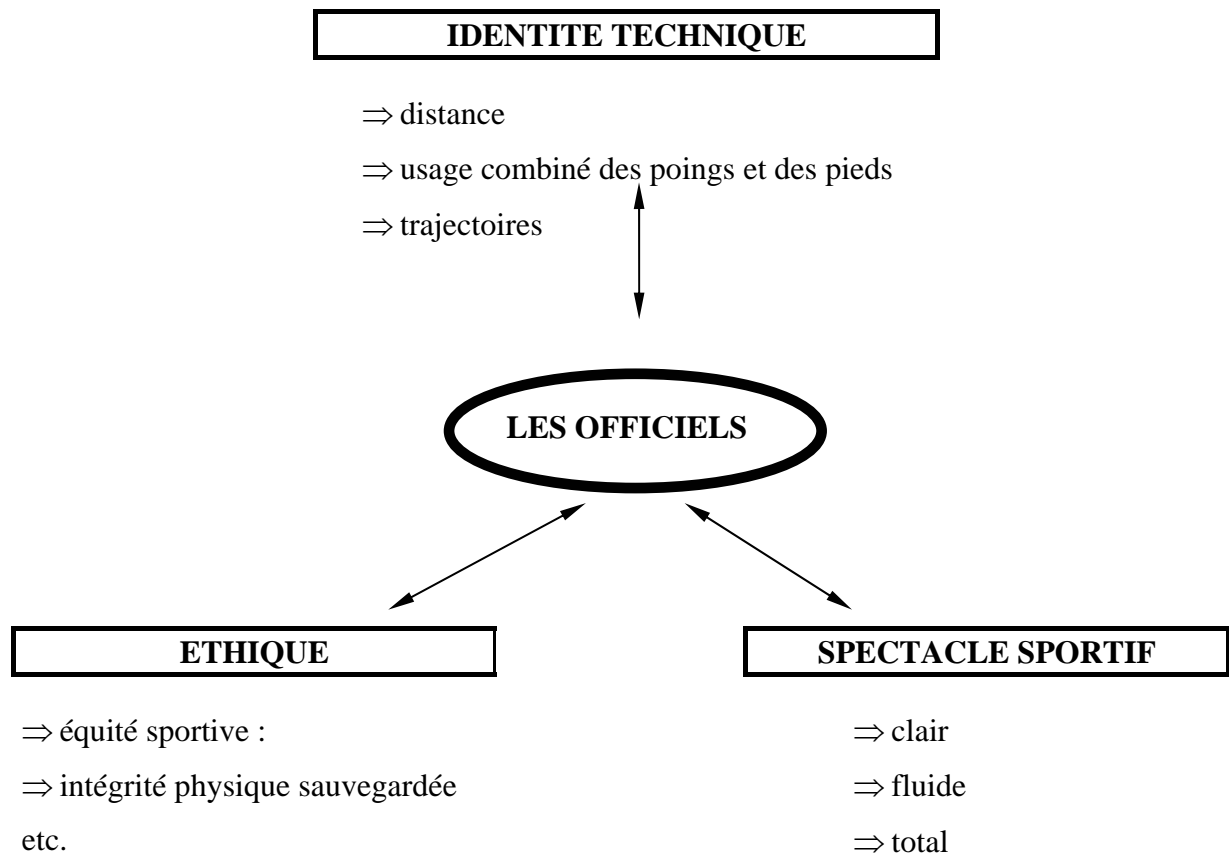 IDENTITE TECHNIQUE
⇒ distance
⇒ usage combiné des poings et des pieds
⇒ trajectoires
LES OFFICIELS
ETHIQUE
⇒ équité sportive :
⇒ intégrité physique sauvegardée
etc.
SPECTACLE SPORTIF
⇒ clair
⇒ fluide
⇒ total